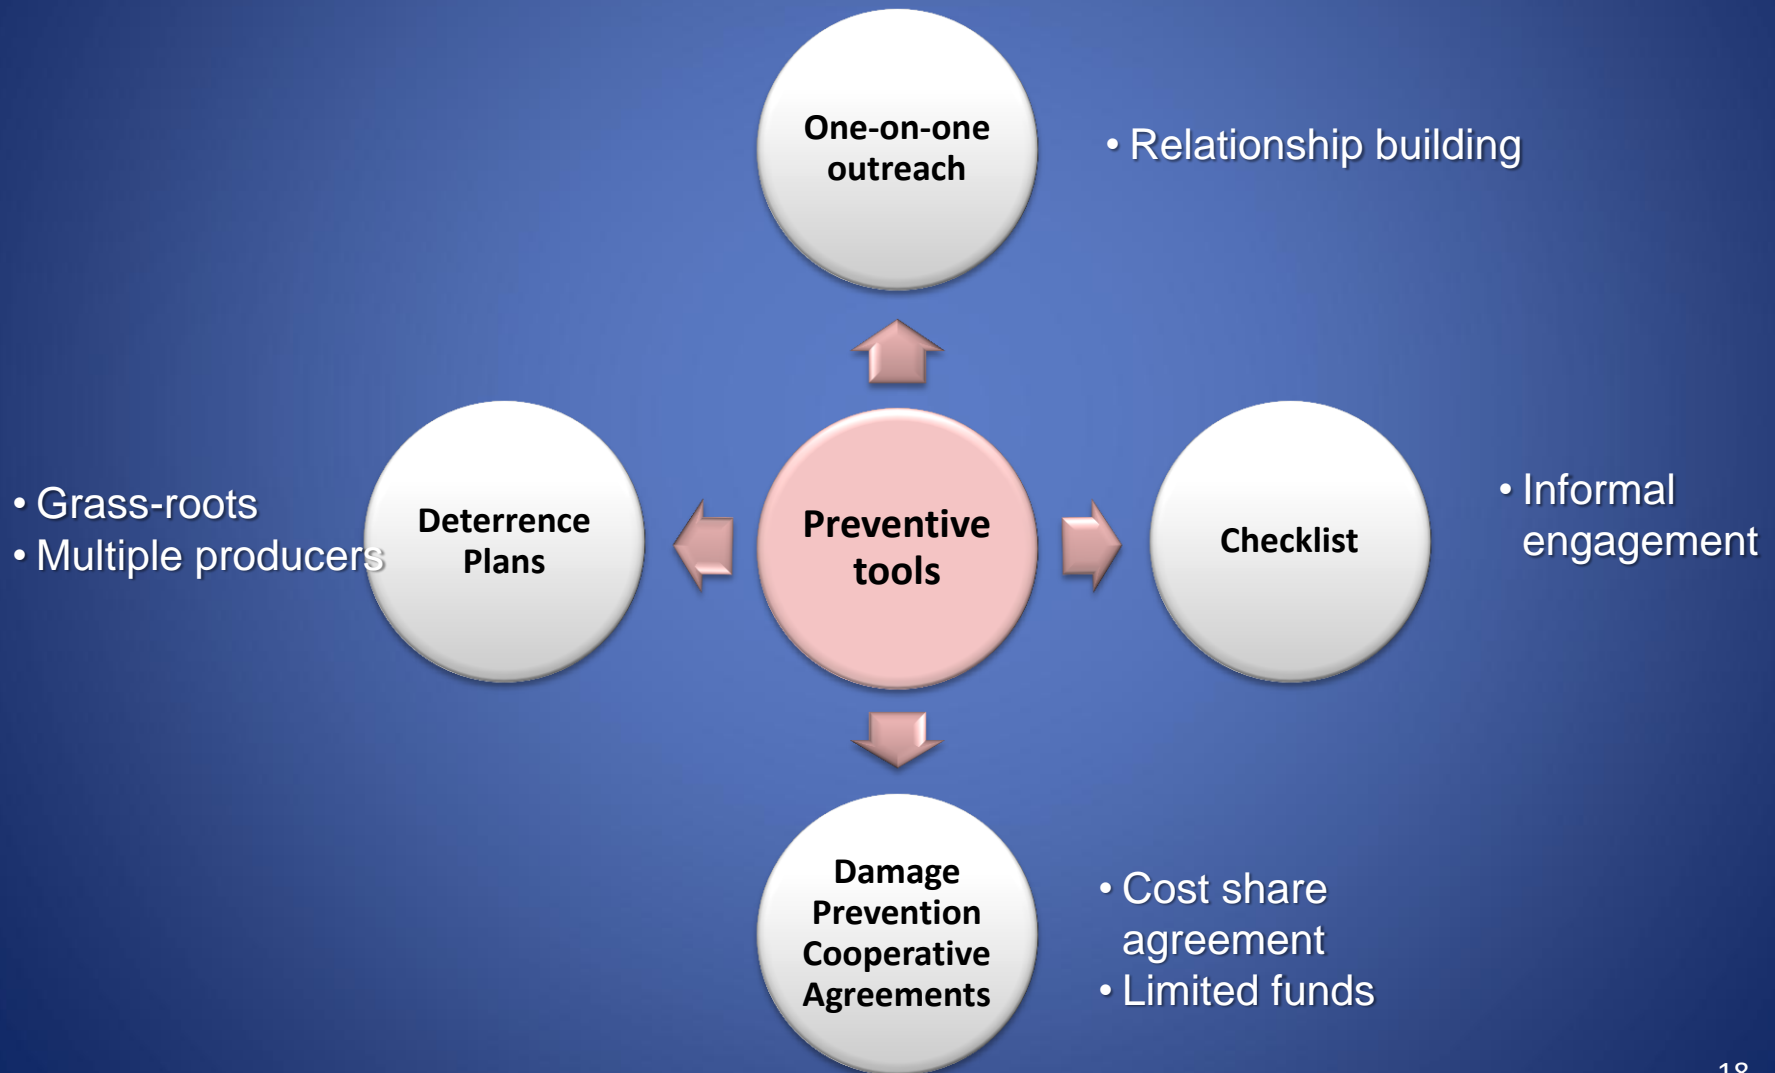 One-on-one
outreach
• Relationship building
• Grass-roots
• Multiple producers
Deterrence
Plans
Preventive
tools
Checklist
• Informal
engagement
Damage
Prevention
Cooperative
Agreements
• Cost share
agreement
• Limited funds
18